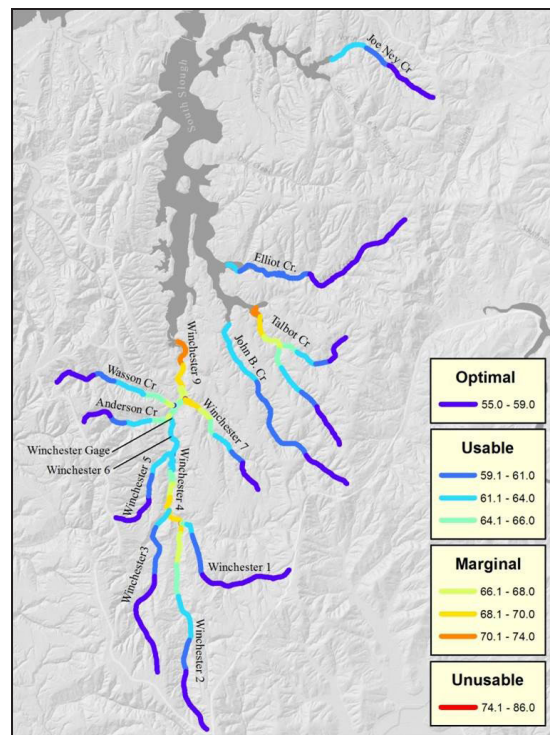 Joe Ney Cr
South Slough
Elliot Cr.
Talbot Cr
John B. Cr
Winchester 9
Wasson Cr
Anderson Cr
Winchester 7
Winchester Gage
Winchester 6
Winchester 5
Winchester 4
Winchester3
Winchester 1
Winchester 2
Optimal
55.0 - 59.0
Usable
59.1 - 61.0
61.1 - 64.0
64.1 - 66.0
Marginal
66.1 - 68.0
68.1 - 70.0
70.1 - 74.0
Unusable
74.1 - 86.0